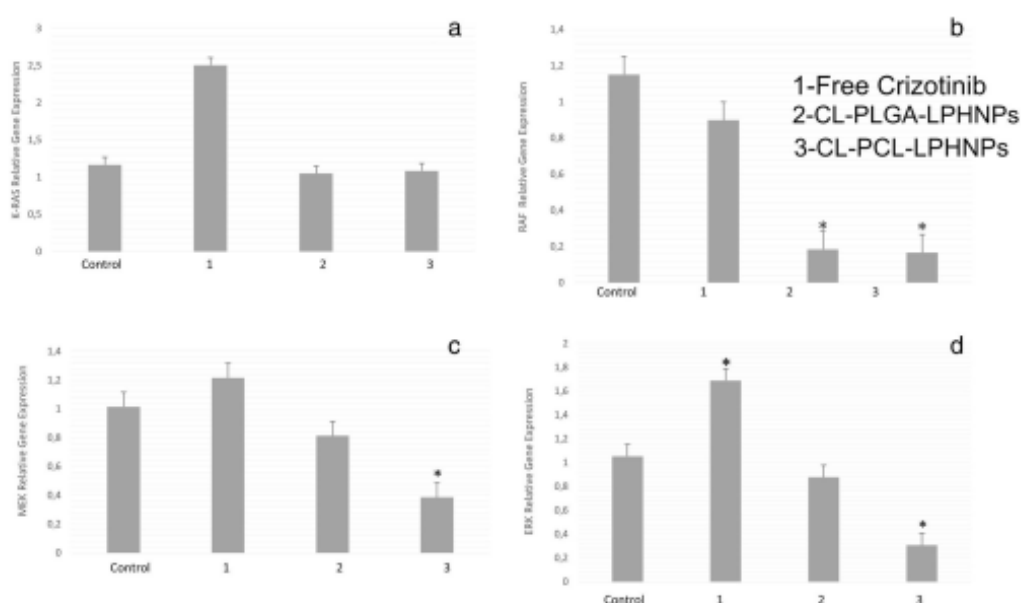 a
K-RAS Relative Gene Expression
3
2,5
2
1,5
1
0,5
0
Control 1 2 3
b
RAF Relative Gene Expression
1,4
1,2
1
0,8
0,6
0,4
0,2
0
1-Free Crizotinib
2-CL-PLGA-LPHNPs
3-CL-PCL-LPHNPs
* *
Control 1 2 3
c
MEK Relative Gene Expression
1,4
1,2
1
0,8
0,6
0,4
0,2
0
*
Control 1 2 3
d
ERK Relative Gene Expression
2
1,8
1,6
1,4
1,2
1
0,8
0,6
0,4
0,2
0
*
*
Control 1 2 3